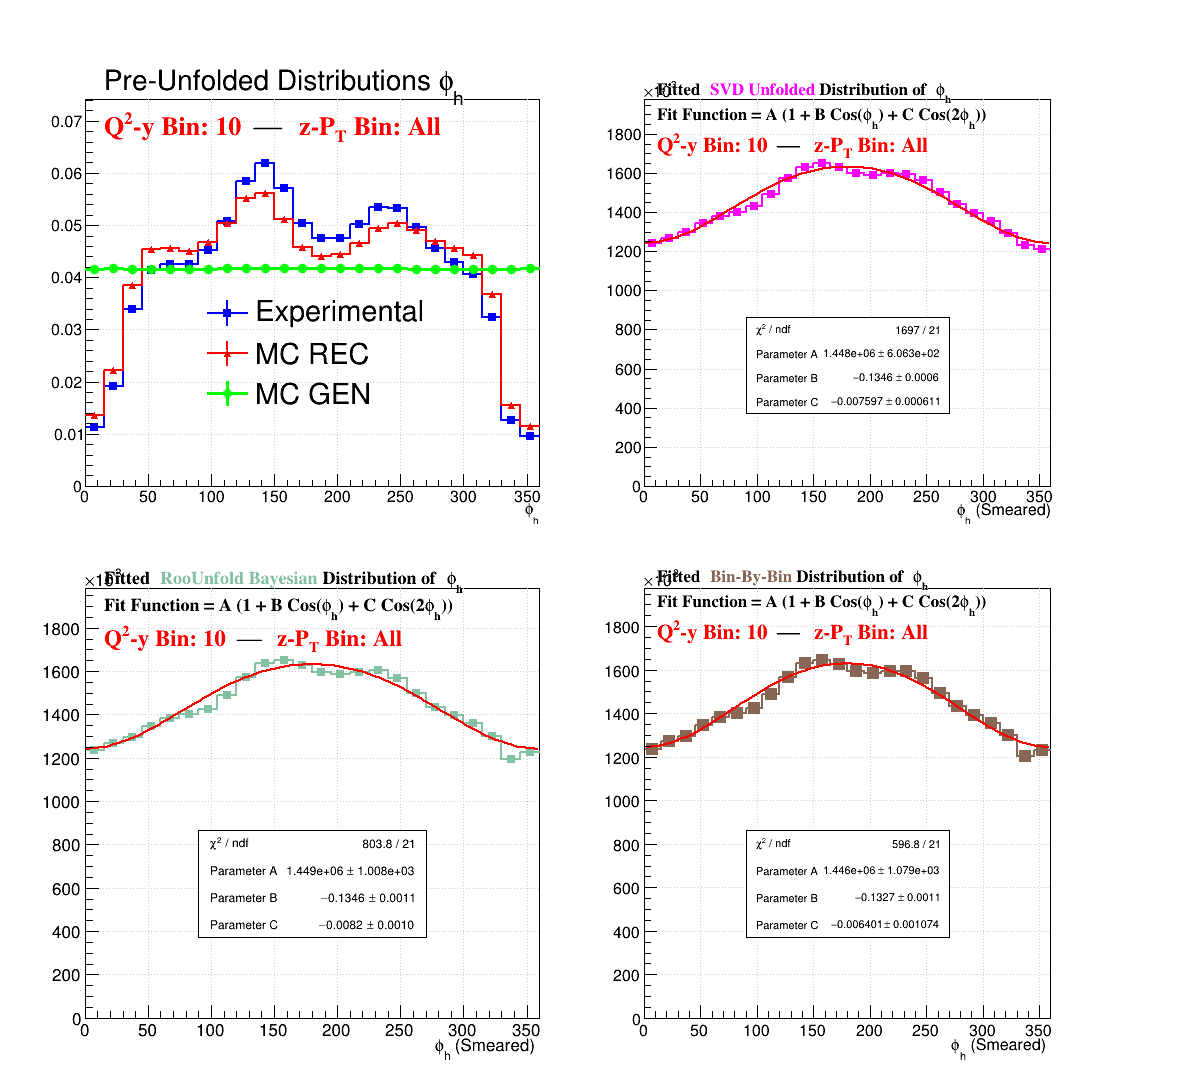 Pre-Unfolded Distributions ϕh
Q²-y Bin: 10 — z-PT Bin: All
0.07
0.06
0.05
0.04
0.03
0.02
0.01
0
Experimental
MC REC
MC GEN
0 50 100 150 200 250 300 350
ϕh
Fitted SVD Unfolded Distribution of ϕh
Fit Function = A (1 + B Cos(ϕh) + C Cos(2ϕh))
Q²-y Bin: 10 — z-PT Bin: All
1800
1600
1400
1200
1000
800
600
400
200
0
χ² / ndf 1697 / 21
Parameter A 1.448e+06 ± 6.063e+02
Parameter B −0.1346 ± 0.0006
Parameter C −0.007597 ± 0.000611
0 50 100 150 200 250 300 350
ϕh (Smeared)
Fitted RooUnfold Bayesian Distribution of ϕh
Fit Function = A (1 + B Cos(ϕh) + C Cos(2ϕh))
Q²-y Bin: 10 — z-PT Bin: All
1800
1600
1400
1200
1000
800
600
400
200
0
χ² / ndf 803.8 / 21
Parameter A 1.449e+06 ± 1.008e+03
Parameter B −0.1346 ± 0.0011
Parameter C −0.0082 ± 0.0010
0 50 100 150 200 250 300 350
ϕh (Smeared)
Fitted Bin-By-Bin Distribution of ϕh
Fit Function = A (1 + B Cos(ϕh) + C Cos(2ϕh))
Q²-y Bin: 10 — z-PT Bin: All
1800
1600
1400
1200
1000
800
600
400
200
0
χ² / ndf 596.8 / 21
Parameter A 1.446e+06 ± 1.079e+03
Parameter B −0.1327 ± 0.0011
Parameter C −0.006401 ± 0.001074
0 50 100 150 200 250 300 350
ϕh (Smeared)